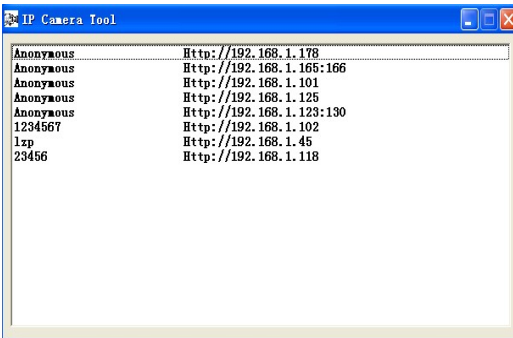 IP Camera Tool
Anonymous Http://192.168.1.178
Anonymous Http://192.168.1.165:166
Anonymous Http://192.168.1.101
Anonymous Http://192.168.1.125
Anonymous Http://192.168.1.123:130
1234567 Http://192.168.1.102
lzp Http://192.168.1.45
23456 Http://192.168.1.118